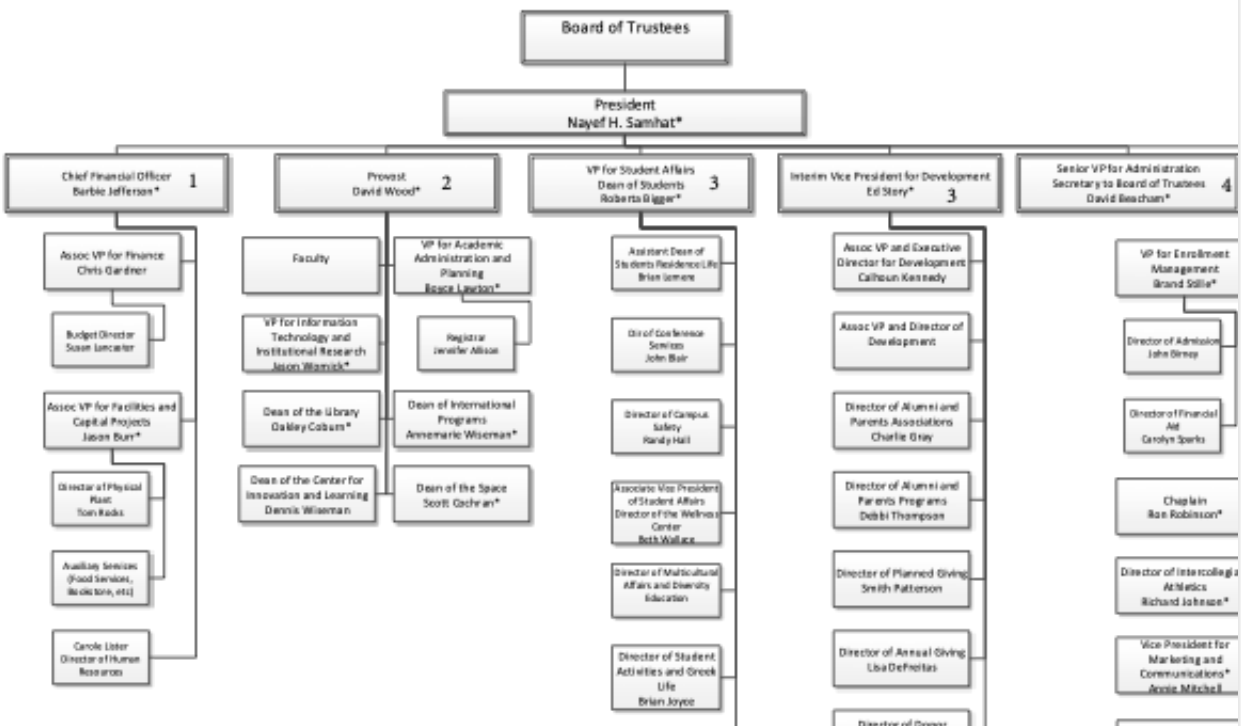 Board of Trustees
President
Nayef H. Samhat*
Chief Financial Officer
Barbie Jefferson*
1
Provost
David Wood*
2
VP for Student Affairs
Dean of Students
Roberta Bigger*
3
Interim Vice President for Development
Ed Story*
3
Senior VP for Administration
Secretary to Board of Trustees
David Beacham*
4
Assoc VP for Finance
Chris Gardner
Budget Director
Susan Lancaster
Assoc VP for Facilities and
Capital Projects
Jason Burr*
Director of Physical
Plant
Tom Rocks
Auxiliary Services
(Food Services,
Bookstore, etc)
Carole Lister
Director of Human
Resources
Faculty
VP for Academic
Administration and
Planning
Boyce Lawton*
VP for Information
Technology and
Institutional Research
Jason Womick*
Registrar
Jennifer Allison
Dean of the Library
Oakley Coburn*
Dean of International
Programs
Annemarie Wiseman*
Dean of the Center for
Innovation and Learning
Dennis Wiseman
Dean of the Space
Scott Cochran*
Assistant Dean of
Students Residence Life
Brian Lemere
Dir of Conference
Services
John Blair
Director of Campus
Safety
Randy Hall
Associate Vice President
of Student Affairs
Director of the Wellness
Center
Beth Wallace
Director of Multicultural
Affairs and Diversity
Education
Director of Student
Activities and Greek
Life
Brian Joyce
Assoc VP and Executive
Director for Development
Calhoun Kennedy
Assoc VP and Director of
Development
Director of Alumni and
Parents Associations
Charlie Gray
Director of Alumni and
Parents Programs
Debbi Thompson
Director of Planned Giving
Smith Patterson
Director of Annual Giving
Lisa DeFreitas
Director of Donor
VP for Enrollment
Management
Brand Stille*
Director of Admission
John Birney
Director of Financial
Aid
Carolyn Sparks
Chaplain
Ron Robinson*
Director of Intercollegia
Athletics
Richard Johnson*
Vice President for
Marketing and
Communications*
Annie Mitchell